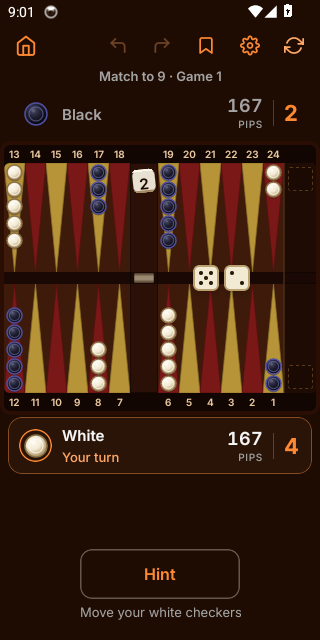 9:01
Match to 9 · Game 1
Black
167
PIPS
2
13 14 15 16 17 18 19 20 21 22 23 24
2
12 11 10 9 8 7 6 5 4 3 2 1
White
Your turn
167
PIPS
4
Hint
Move your white checkers